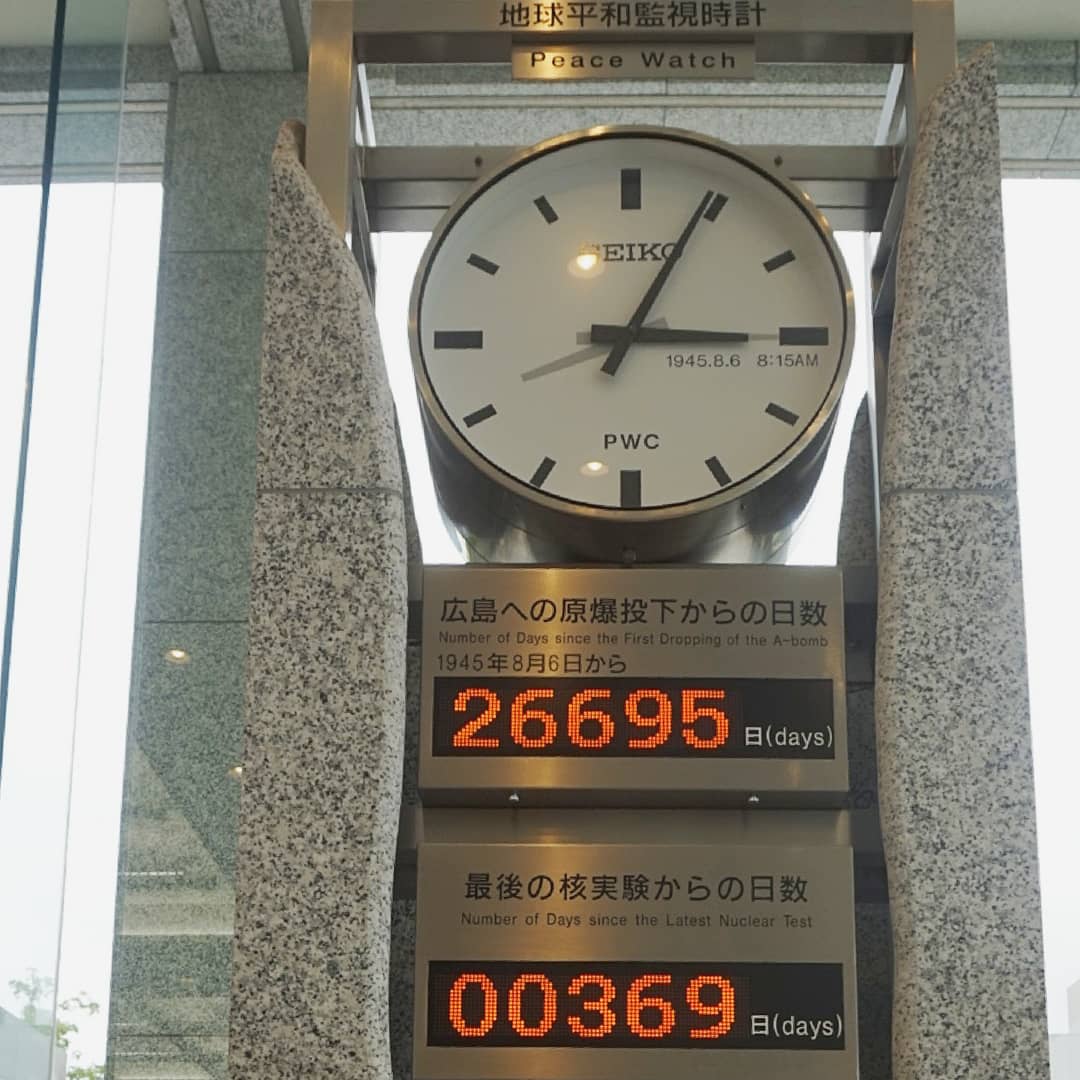 地球平和監視時計
Peace Watch
SEIKO
1945.8.6 8:15AM
PWC
広島への原爆投下からの日数
Number of Days since the First Dropping of the A-bomb
1945年8月6日から
26695 日(days)
最後の核実験からの日数
Number of Days since the Latest Nuclear Test
00369 日(days)